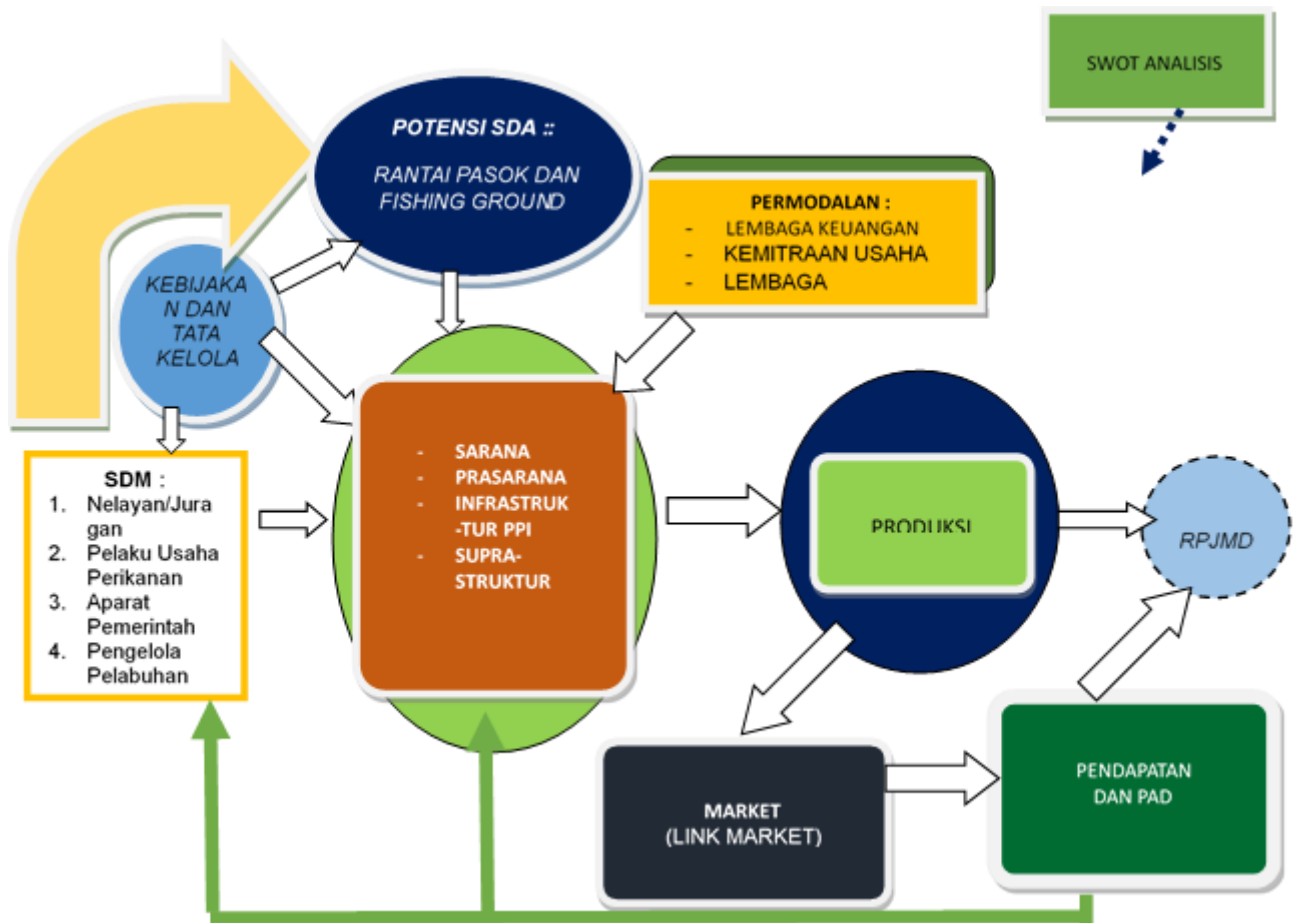 SWOT ANALISIS
POTENSI SDA ::
RANTAI PASOK DAN
FISHING GROUND
PERMODALAN :
- LEMBAGA KEUANGAN
- KEMITRAAN USAHA
- LEMBAGA
KEBIJAKA
N DAN
TATA
KELOLA
SDM :
1. Nelayan/Jura
gan
2. Pelaku Usaha
Perikanan
3. Aparat
Pemerintah
4. Pengelola
Pelabuhan
- SARANA
- PRASARANA
- INFRASTRUK
-TUR PPI
- SUPRA-
STRUKTUR
PRODUKSI
RPJMD
MARKET
(LINK MARKET)
PENDAPATAN
DAN PAD